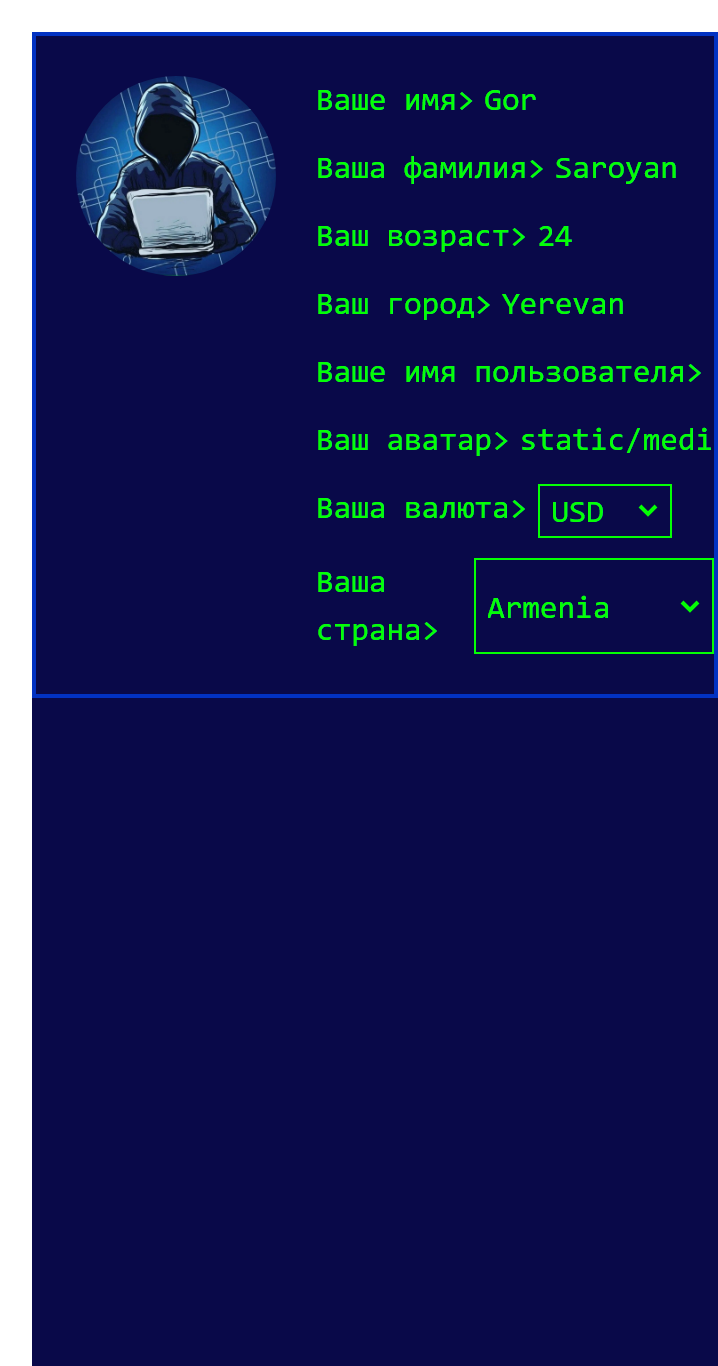 Ваше имя> Gor
Ваша фамилия> Saroyan
Ваш возраст> 24
Ваш город> Yerevan
Ваше имя пользователя>
Ваш аватар> static/medi
Ваша валюта> USD
Ваша
страна> Armenia